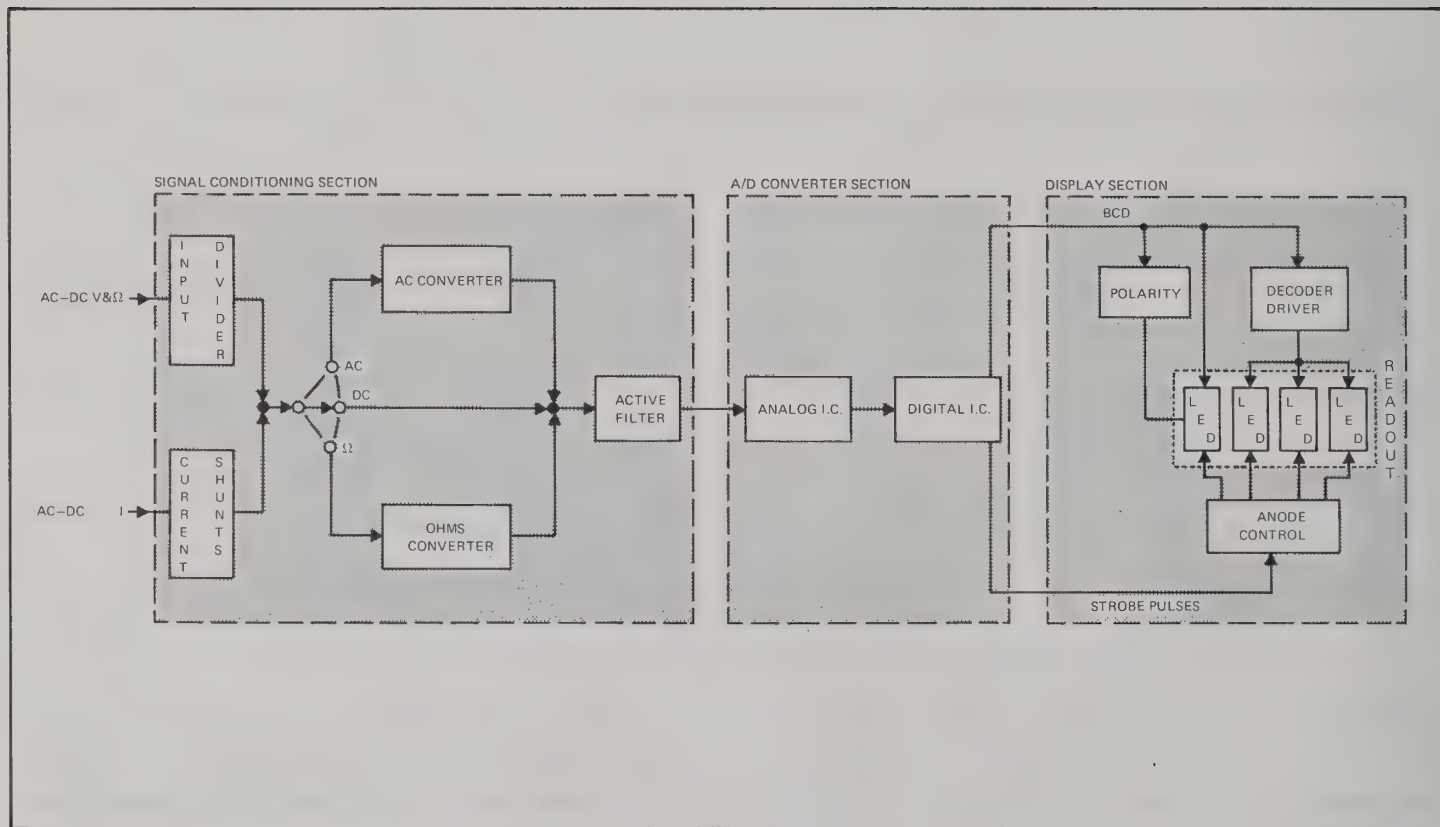 SIGNAL CONDITIONING SECTION
A/D CONVERTER SECTION
DISPLAY SECTION
BCD
INPUT DIVIDER
AC CONVERTER
POLARITY
DECODER
DRIVER
AC-DC V&Ω
AC
DC
Ω
ACTIVE
FILTER
ANALOG I.C.
DIGITAL I.C.
LED
LED
LED
LED
READOUT
CURRENT SHUNTS
AC-DC I
OHMS
CONVERTER
ANODE
CONTROL
STROBE PULSES